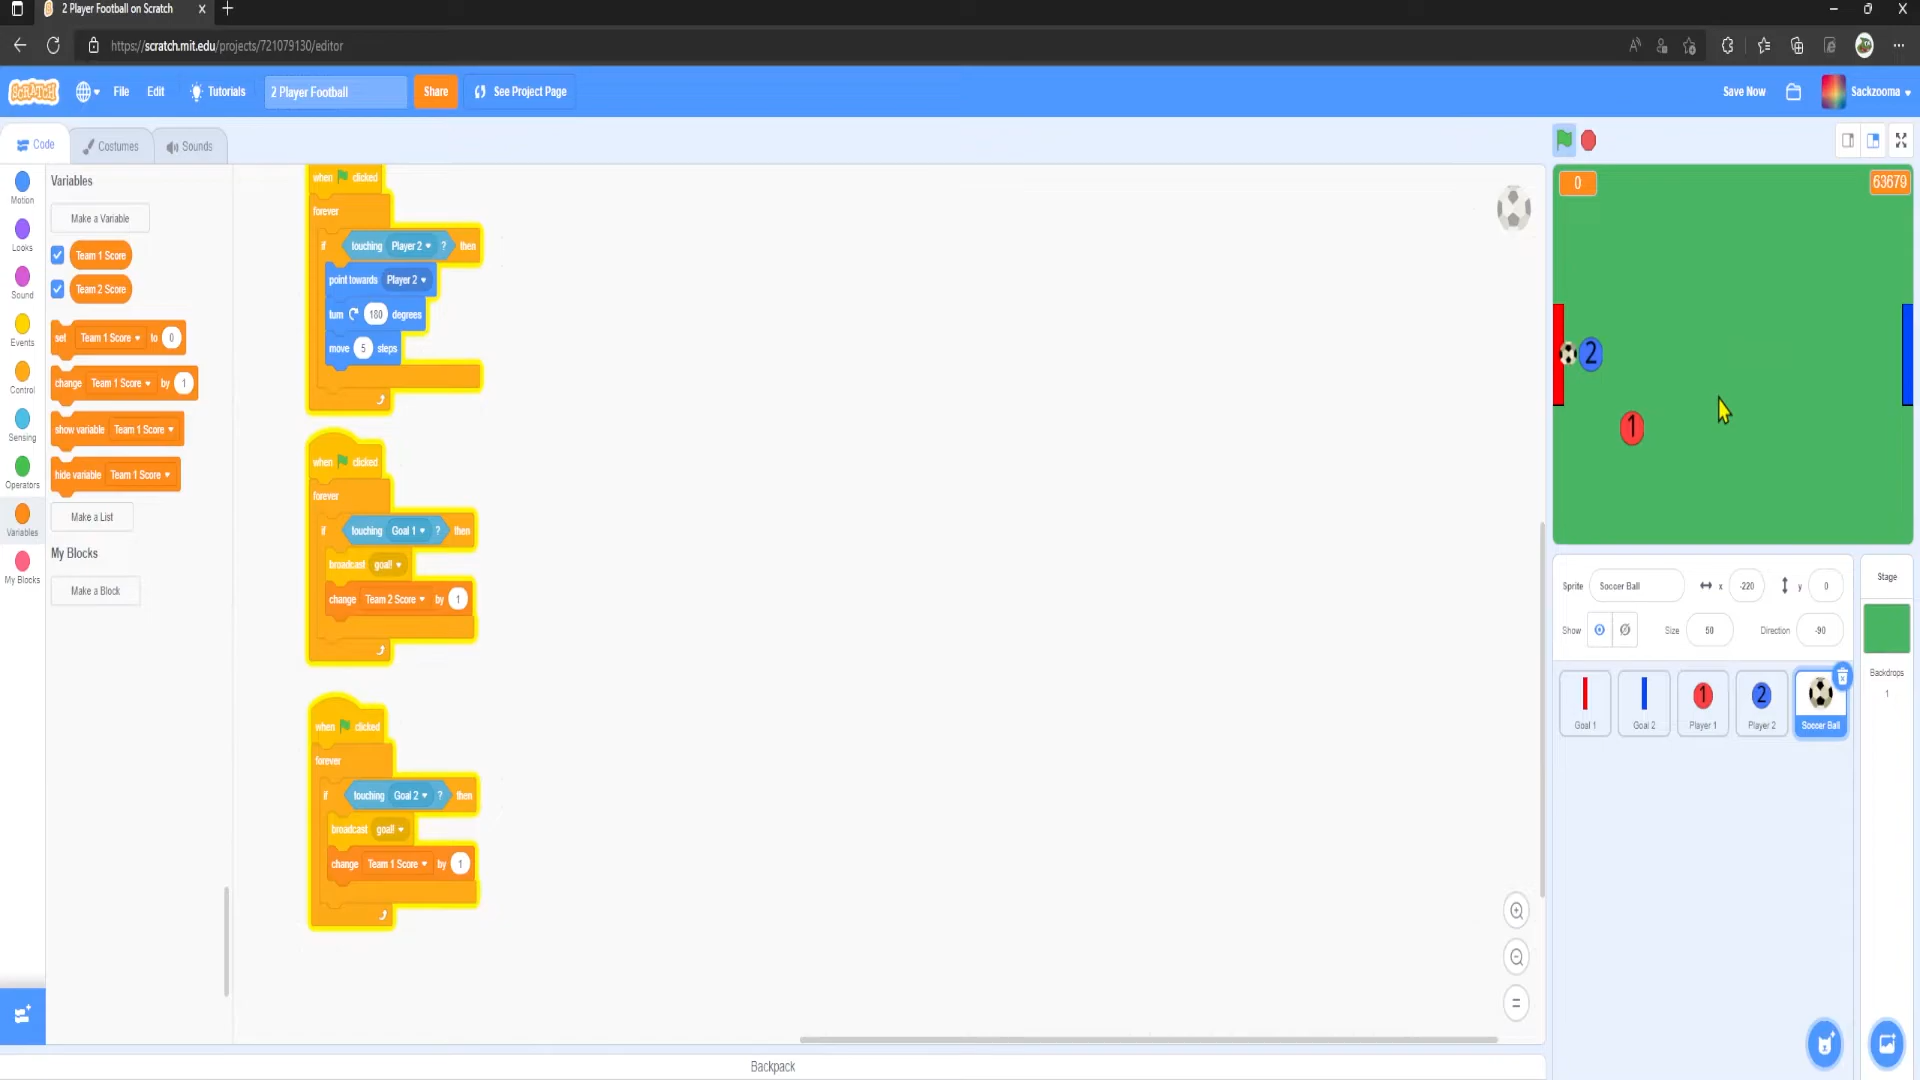 2 Player Football on Scratch
https://scratch.mit.edu/projects/721079130/editor
SCRATCH
File
Edit
Tutorials
2 Player Football
Share
See Project Page
Save Now
Sackzooma
Code
Costumes
Sounds
Motion
Looks
Sound
Events
Control
Sensing
Operators
Variables
My Blocks
Variables
Make a Variable
Team 1 Score
Team 2 Score
set Team 1 Score to 0
change Team 1 Score by 1
show variable Team 1 Score
hide variable Team 1 Score
Make a List
My Blocks
Make a Block
when clicked
forever
if touching Player 2 ? then
point towards Player 2
turn 180 degrees
move 5 steps
when clicked
forever
if touching Goal 1 ? then
broadcast goal!
change Team 2 Score by 1
when clicked
forever
if touching Goal 2 ? then
broadcast goal!
change Team 1 Score by 1
Backpack
0
63679
2
1
Sprite Soccer Ball x -220 y 0
Show Size 50 Direction -90
Goal 1
Goal 2
1
Player 1
2
Player 2
Soccer Ball
Stage
Backdrops
1